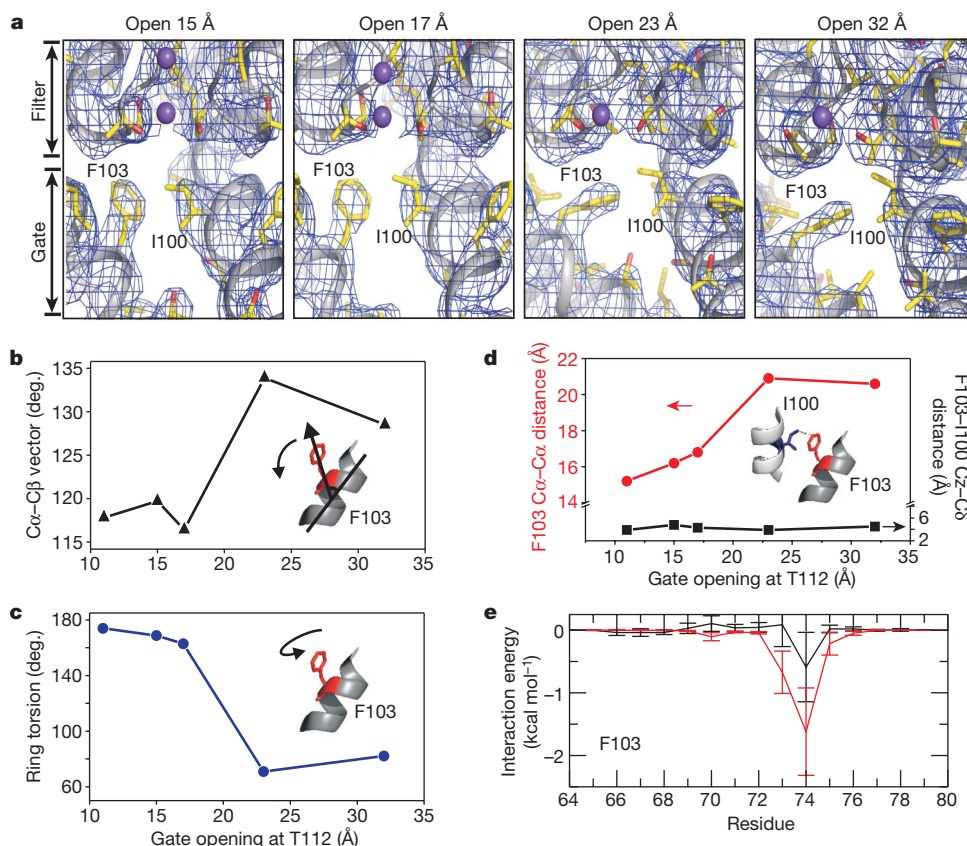 a
Open 15 Å
Open 17 Å
Open 23 Å
Open 32 Å
Filter
Gate
F103
I100
F103
I100
F103
I100
F103
I100
b
Cα–Cβ vector (deg.)
135
130
125
120
115
10 15 20 25 30 35
F103
c
Ring torsion (deg.)
180
140
100
60
10 15 20 25 30 35
Gate opening at T112 (Å)
F103
d
F103 Cα–Cα distance (Å)
22
20
18
16
14
F103–I100 Cz–Cδ
distance (Å)
6
2
I100
F103
10 15 20 25 30 35
Gate opening at T112 (Å)
e
Interaction energy
(kcal mol⁻¹)
0
−1
−2
F103
64 66 68 70 72 74 76 78 80
Residue